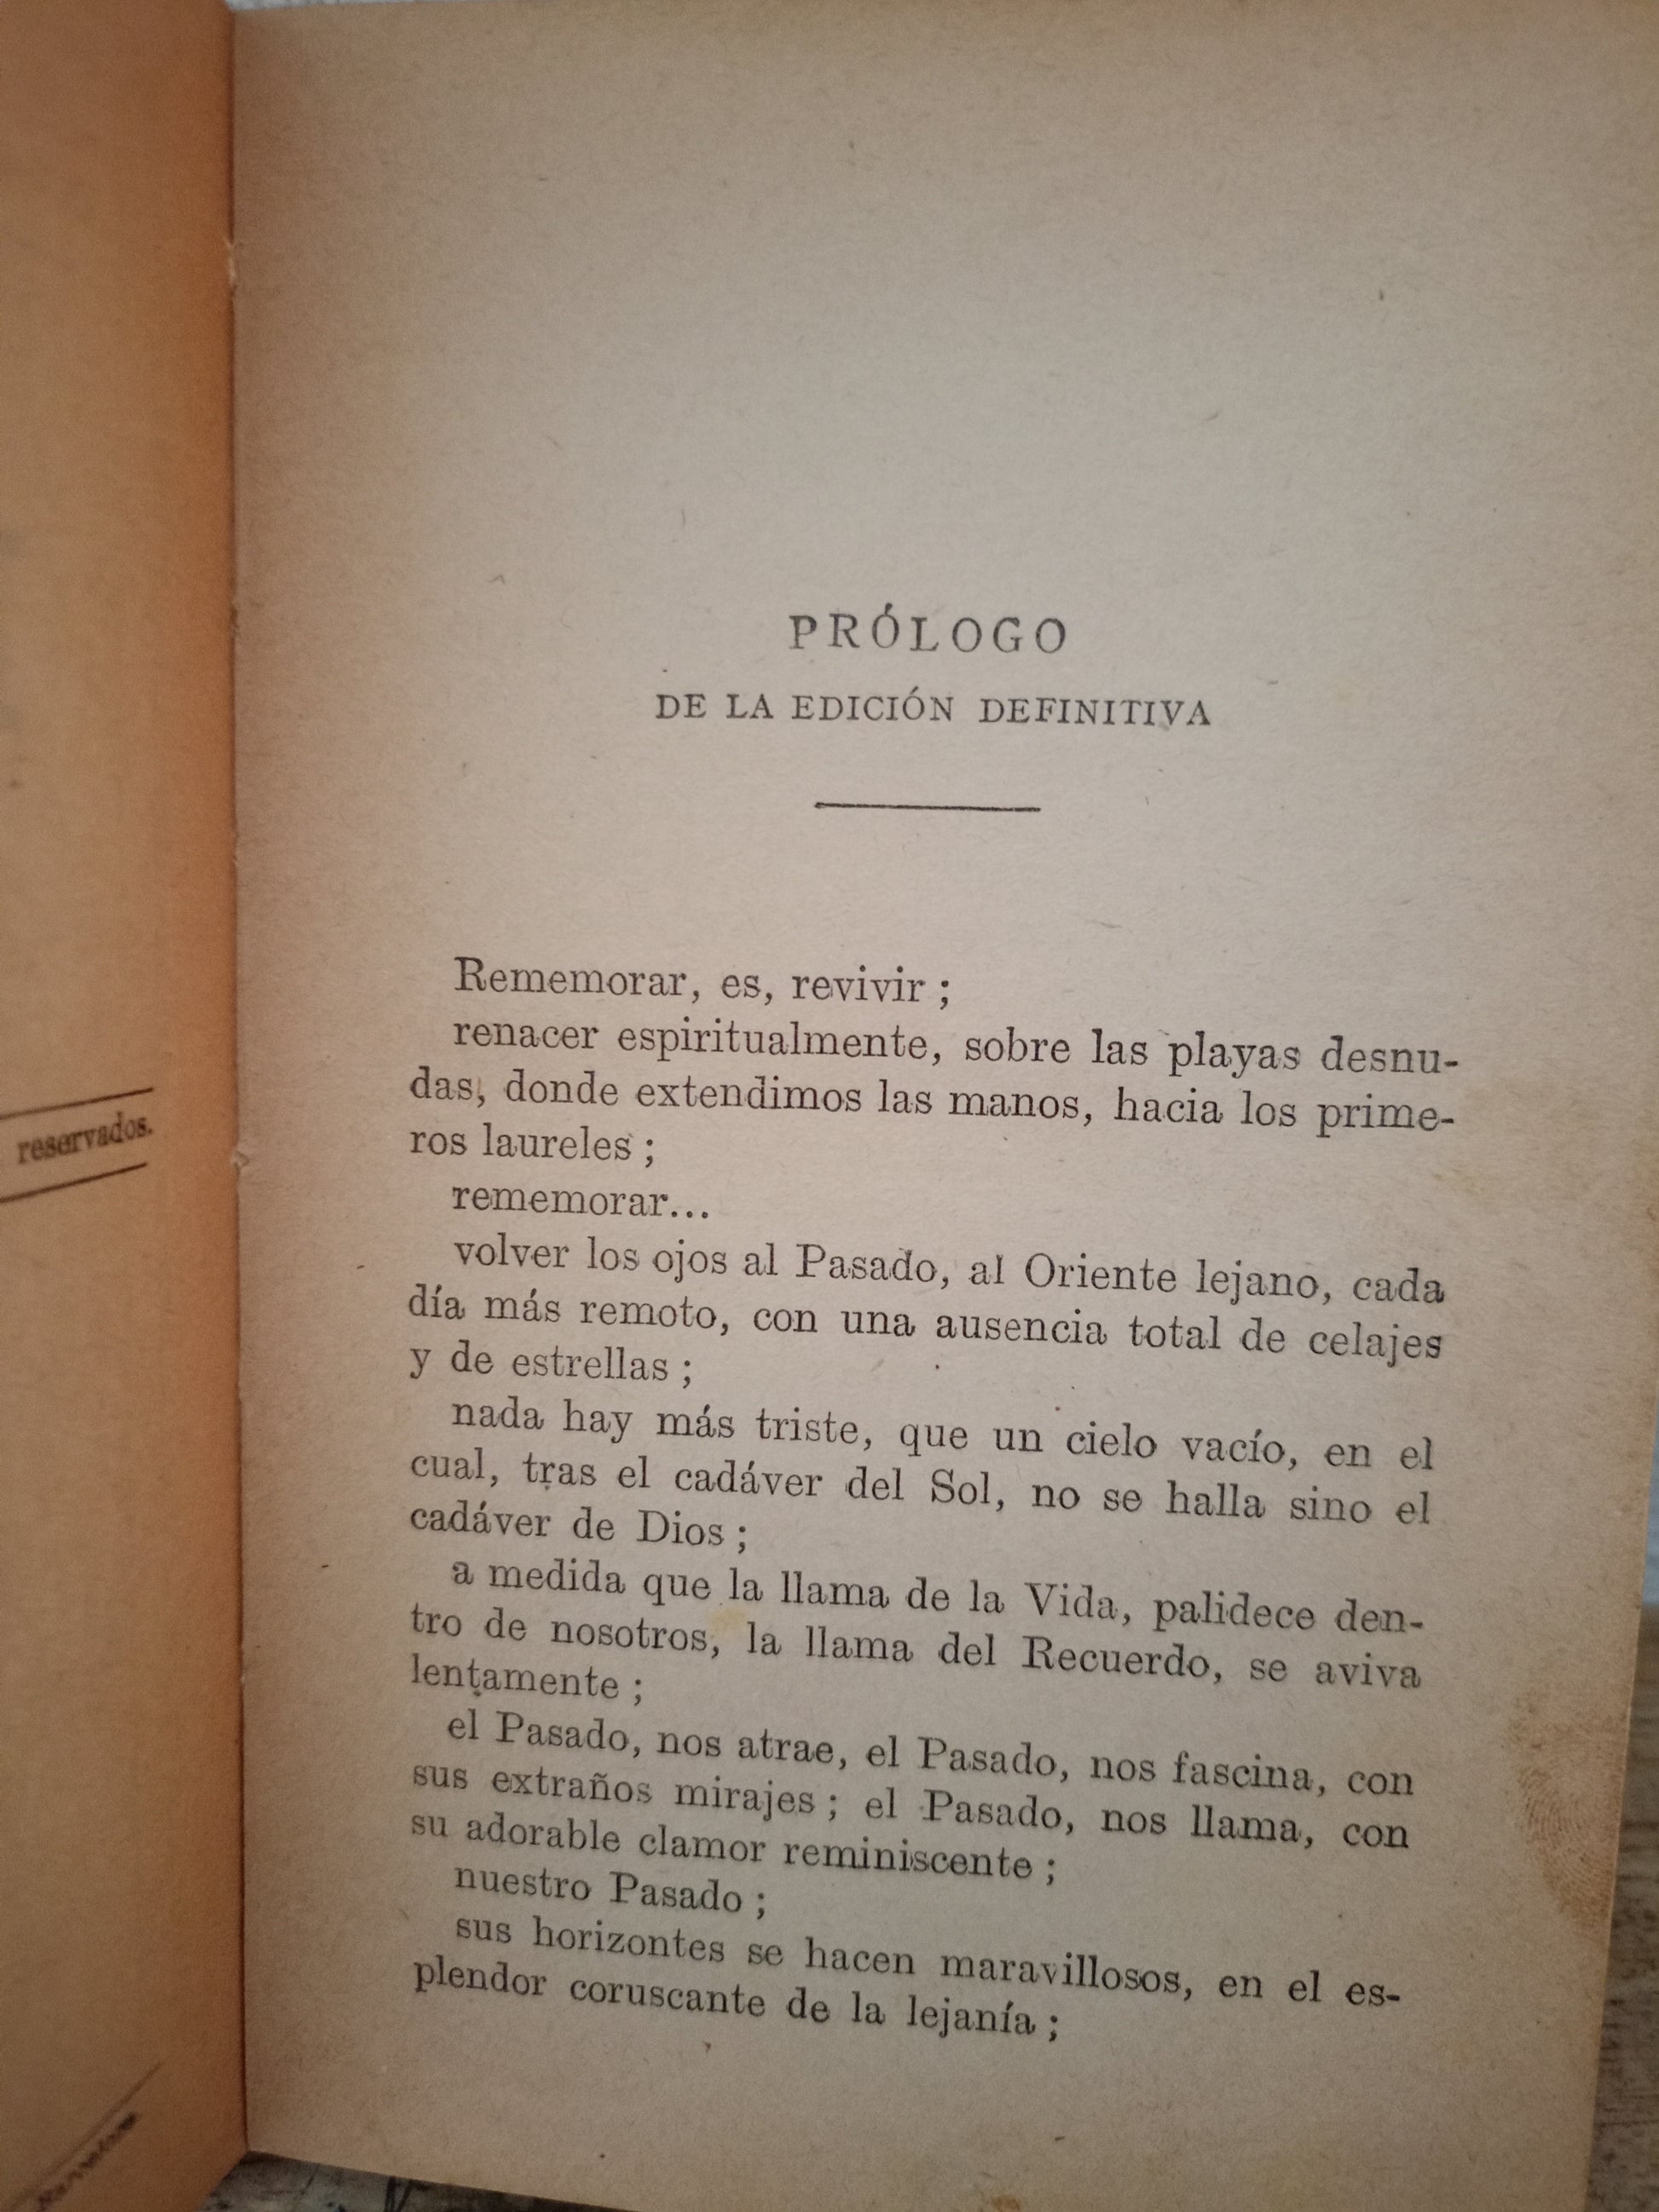 reservados.
PRÓLOGO
DE LA EDICIÓN DEFINITIVA
Rememorar, es, revivir ;
renacer espiritualmente, sobre las playas desnu-
das, donde extendimos las manos, hacia los prime-
ros laureles ;
rememorar...
volver los ojos al Pasado, al Oriente lejano, cada
día más remoto, con una ausencia total de celajes
y de estrellas ;
nada hay más triste, que un cielo vacío, en el
cual, tras el cadáver del Sol, no se halla sino el
cadáver de Dios ;
a medida que la llama de la Vida, palidece den-
tro de nosotros, la llama del Recuerdo, se aviva
lentamente ;
el Pasado, nos atrae, el Pasado, nos fascina, con
sus extraños mirajes ; el Pasado, nos llama, con
su adorable clamor reminiscente ;
nuestro Pasado ;
sus horizontes se hacen maravillosos, en el es-
plendor coruscante de la lejanía ;